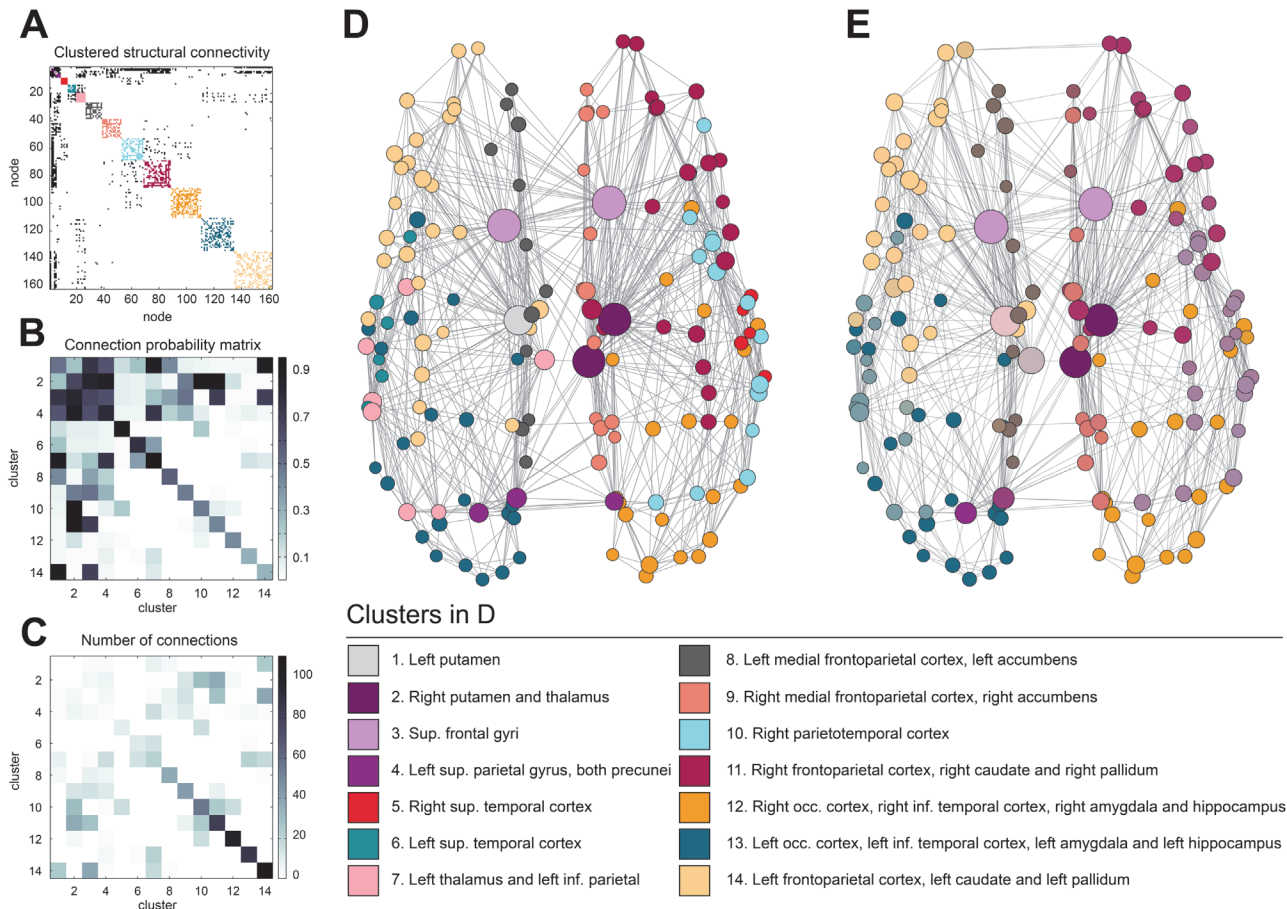 A
Clustered structural connectivity
node
20
40
60
80
100
120
140
160
20 40 60 80 100 120 140 160
node
B
Connection probability matrix
cluster
2
4
6
8
10
12
14
2 4 6 8 10 12 14
cluster
0.9
0.7
0.5
0.3
0.1
C
Number of connections
cluster
2
4
6
8
10
12
14
2 4 6 8 10 12 14
cluster
100
80
60
40
20
0
D
E
Clusters in D
1. Left putamen
2. Right putamen and thalamus
3. Sup. frontal gyri
4. Left sup. parietal gyrus, both precunei
5. Right sup. temporal cortex
6. Left sup. temporal cortex
7. Left thalamus and left inf. parietal
8. Left medial frontoparietal cortex, left accumbens
9. Right medial frontoparietal cortex, right accumbens
10. Right parietotemporal cortex
11. Right frontoparietal cortex, right caudate and right pallidum
12. Right occ. cortex, right inf. temporal cortex, right amygdala and hippocampus
13. Left occ. cortex, left inf. temporal cortex, left amygdala and left hippocampus
14. Left frontoparietal cortex, left caudate and left pallidum